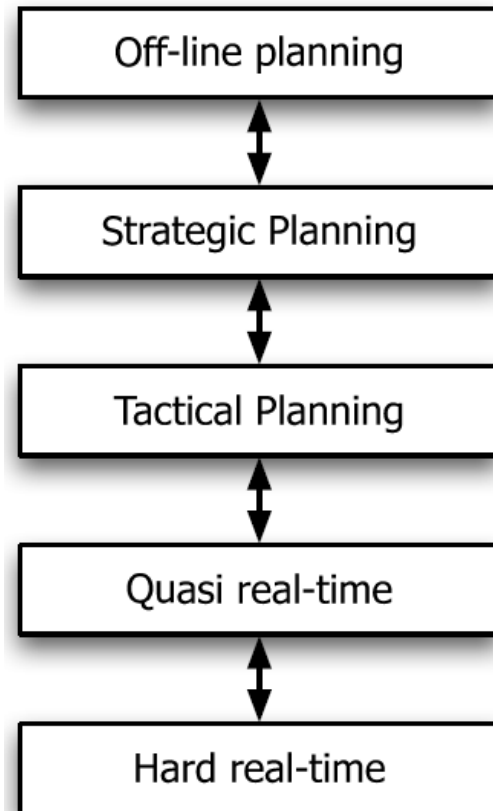 Off-line planning
Strategic Planning
Tactical Planning
Quasi real-time
Hard real-time